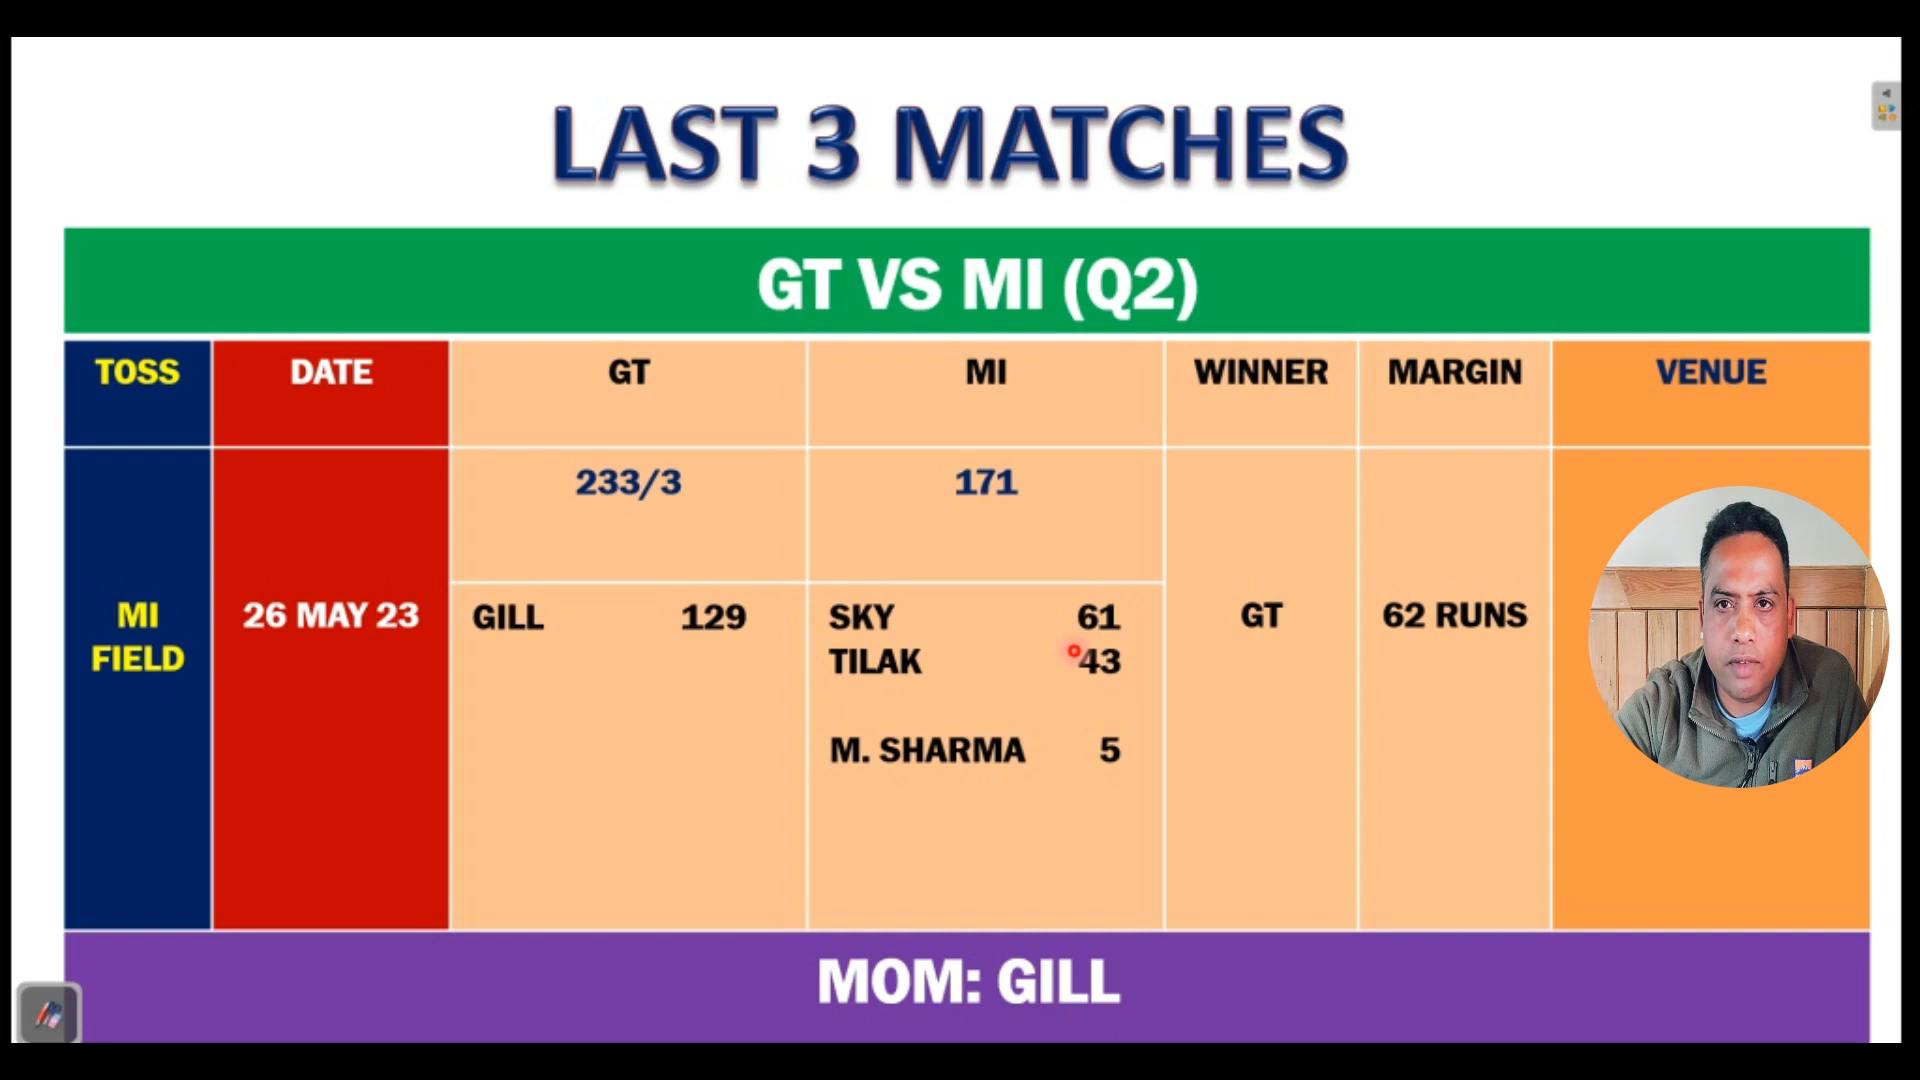 LAST 3 MATCHES
GT VS MI (Q2)
TOSS DATE GT MI WINNER MARGIN VENUE
233/3 171
MI FIELD
26 MAY 23
GILL 129
SKY 61
TILAK 43
M. SHARMA 5
GT
62 RUNS
MOM: GILL